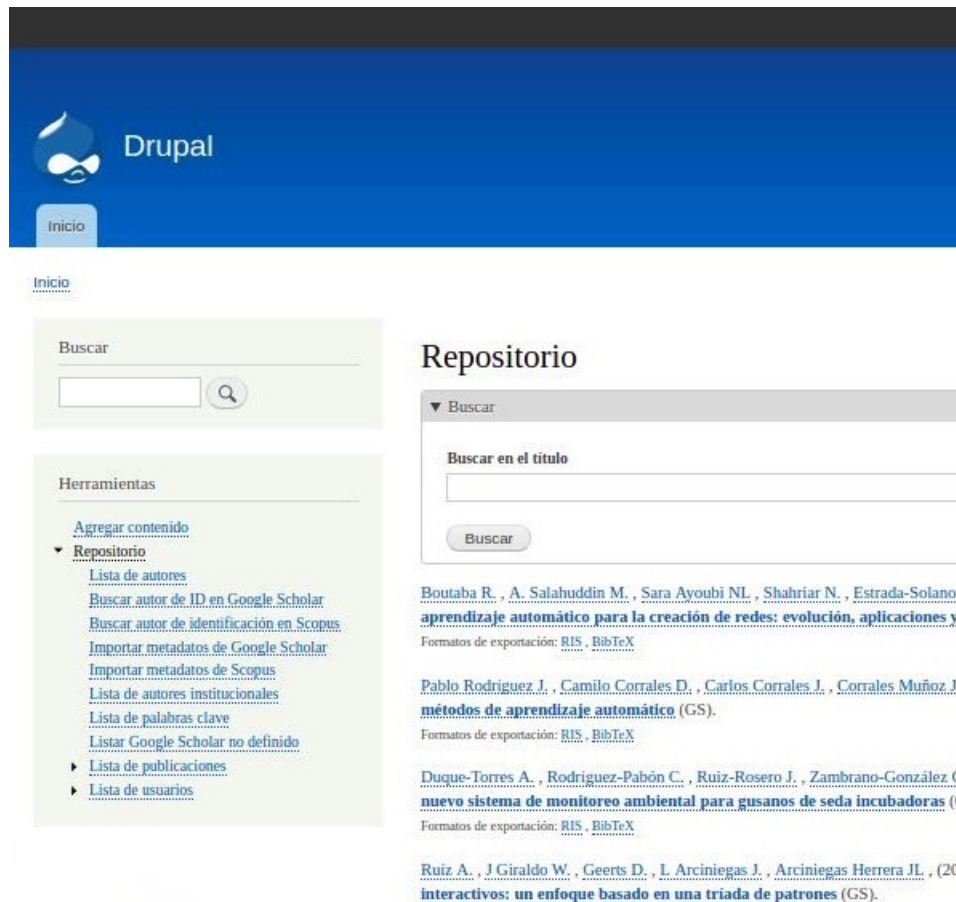 Drupal
Inicio
Inicio
Buscar
Herramientas
Agregar contenido
Repositorio
Lista de autores
Buscar autor de ID en Google Scholar
Buscar autor de identificación en Scopus
Importar metadatos de Google Scholar
Importar metadatos de Scopus
Lista de autores institucionales
Lista de palabras clave
Listar Google Scholar no definido
Lista de publicaciones
Lista de usuarios
Repositorio
▼ Buscar
Buscar en el título
Buscar
Boutaba R. , A. Salahuddin M. , Sara Ayoubi NL , Shahriar N. , Estrada-Solano
aprendizaje automático para la creación de redes: evolución, aplicaciones y
Formatos de exportación: RIS , BibTeX
Pablo Rodríguez J. , Camilo Corrales D. , Carlos Corrales J. , Corrales Muñoz J
métodos de aprendizaje automático (GS).
Formatos de exportación: RIS , BibTeX
Duque-Torres A. , Rodriguez-Pabón C. , Ruiz-Rosero J. , Zambrano-González
nuevo sistema de monitoreo ambiental para gusanos de seda incubadoras
Formatos de exportación: RIS , BibTeX
Ruíz A. , J Giraldo W. , Geerts D. , L Arciniegas J. , Arciniegas Herrera JL , (20
interactivos: un enfoque basado en una tríada de patrones (GS).